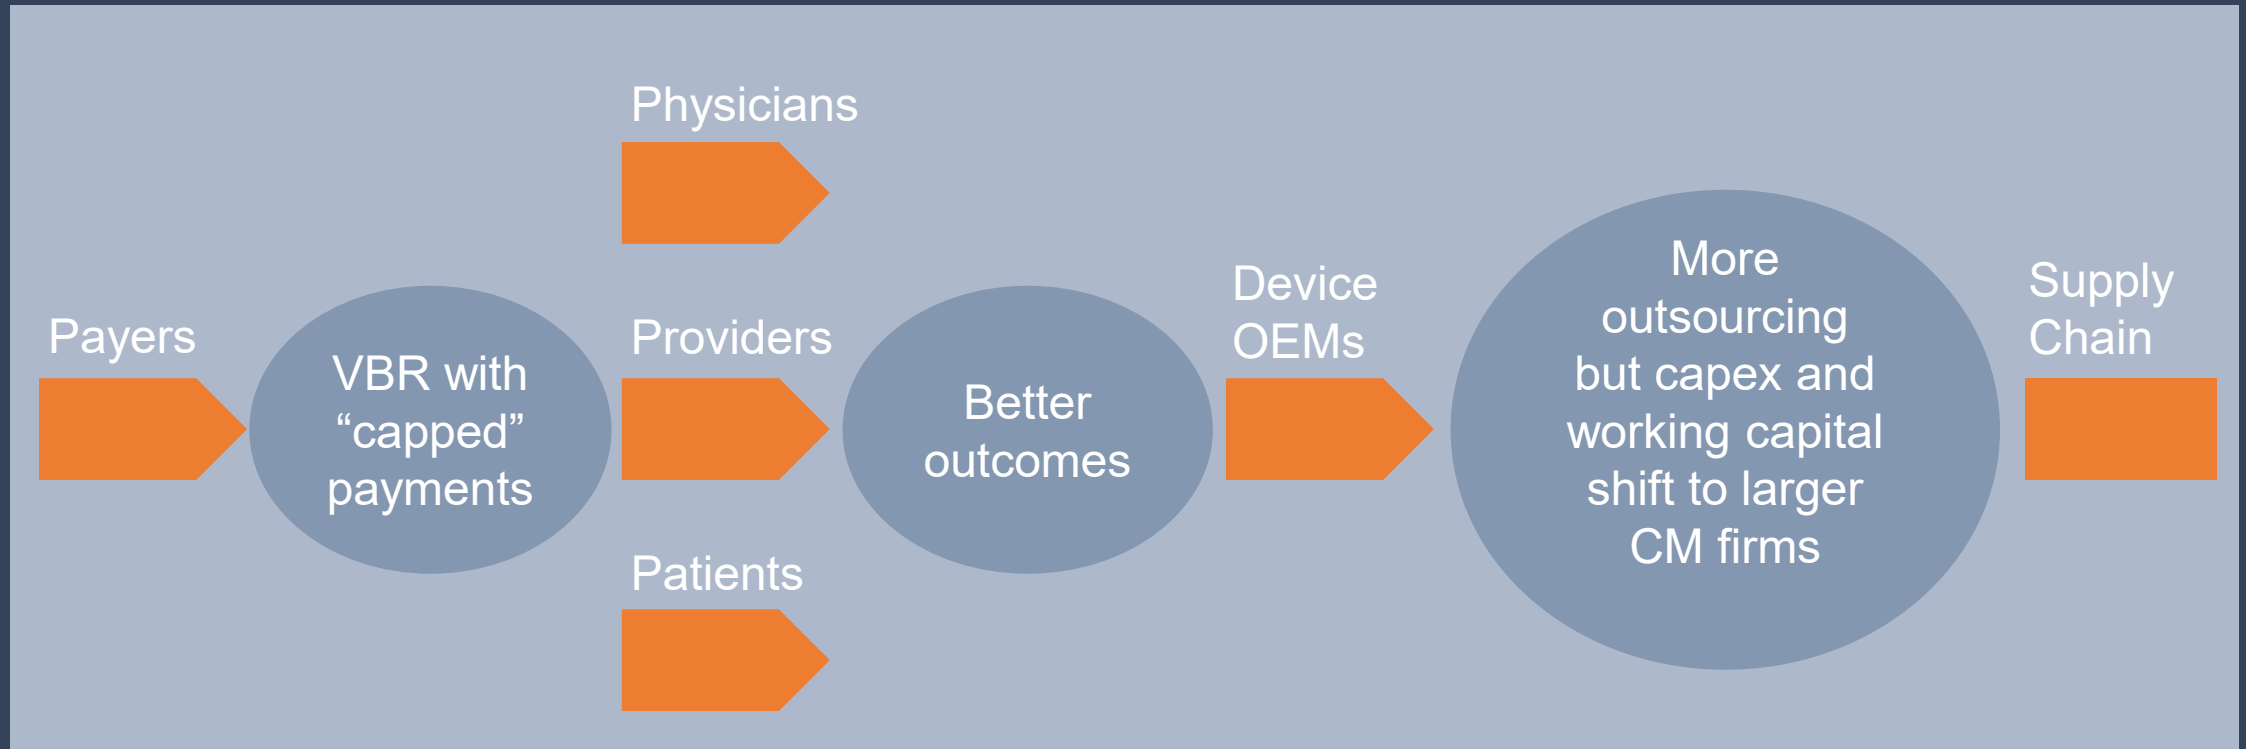 Payers
VBR with
“capped”
payments
Physicians
Providers
Patients
Better
outcomes
Device
OEMs
More
outsourcing
but capex and
working capital
shift to larger
CM firms
Supply
Chain